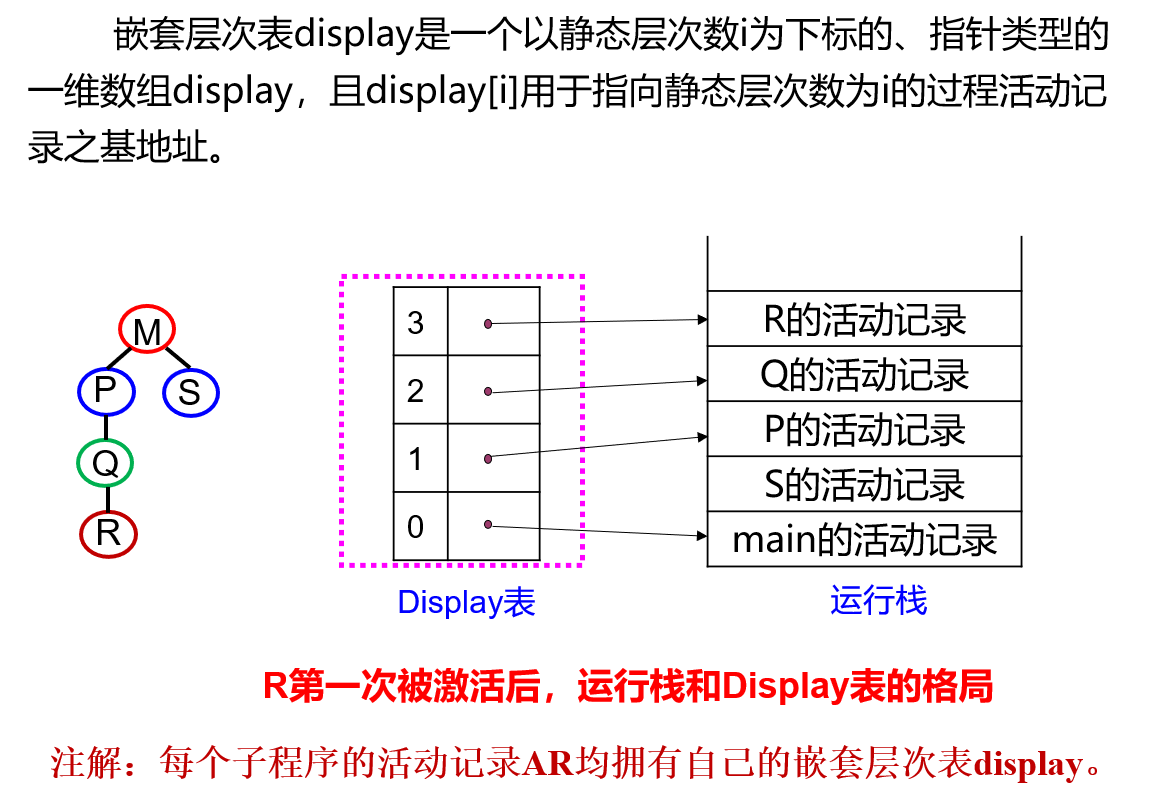 嵌套层次表display是一个以静态层次数i为下标的、指针类型的
一维数组display，且display[i]用于指向静态层次数为i的过程活动记
录之基地址。
M
P
S
Q
R
3
2
1
0
Display表
R的活动记录
Q的活动记录
P的活动记录
S的活动记录
main的活动记录
运行栈
R第一次被激活后，运行栈和Display表的格局
注解：每个子程序的活动记录AR均拥有自己的嵌套层次表display。